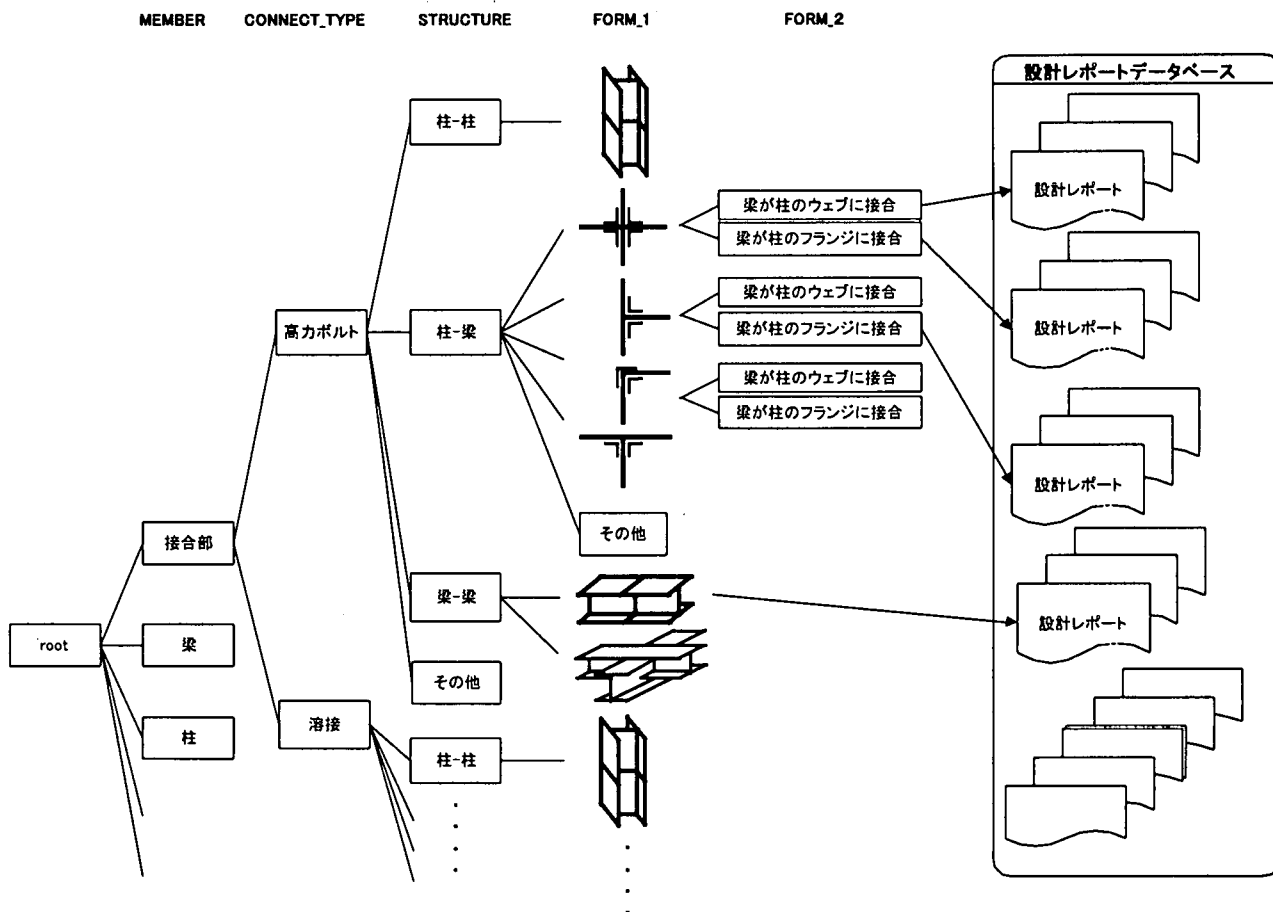 MEMBER CONNECT_TYPE STRUCTURE FORM_1 FORM_2
設計レポートデータベース
柱-柱
設計レポート
梁が柱のウェブに接合
梁が柱のフランジに接合
設計レポート
梁が柱のウェブに接合
高力ボルト
柱-梁
梁が柱のフランジに接合
梁が柱のウェブに接合
梁が柱のフランジに接合
設計レポート
その他
接合部
梁-梁
設計レポート
root
梁
その他
溶接
柱
柱-柱